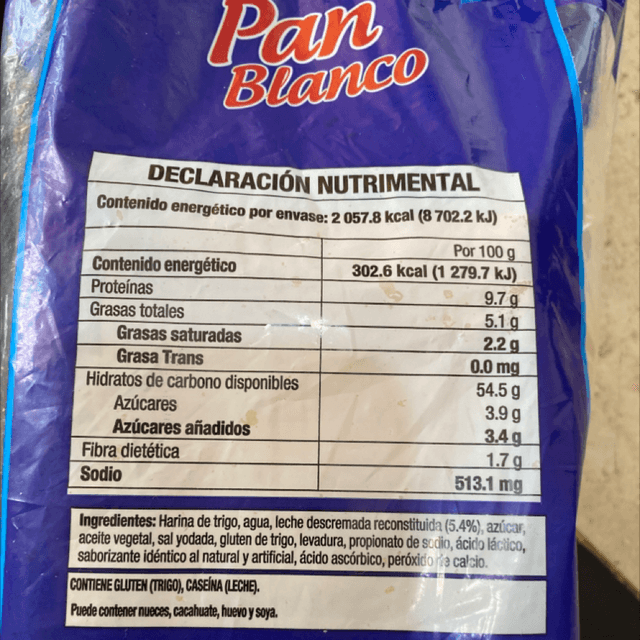 Pan
Blanco
DECLARACIÓN NUTRIMENTAL
Contenido energético por envase: 2 057.8 kcal (8 702.2 kJ)
Por 100 g
Contenido energético 302.6 kcal (1 279.7 kJ)
Proteínas 9.7 g
Grasas totales 5.1 g
Grasas saturadas 2.2 g
Grasa Trans 0.0 mg
Hidratos de carbono disponibles 54.5 g
Azúcares 3.9 g
Azúcares añadidos 3.4 g
Fibra dietética 1.7 g
Sodio 513.1 mg
Ingredientes: Harina de trigo, agua, leche descremada reconstituida (5.4%), azúcar,
aceite vegetal, sal yodada, gluten de trigo, levadura, propionato de sodio, ácido láctico,
saborizante idéntico al natural y artificial, ácido ascórbico, peróxido de calcio.
CONTIENE GLUTEN (TRIGO), CASEÍNA (LECHE).
Puede contener nueces, cacahuate, huevo y soya.